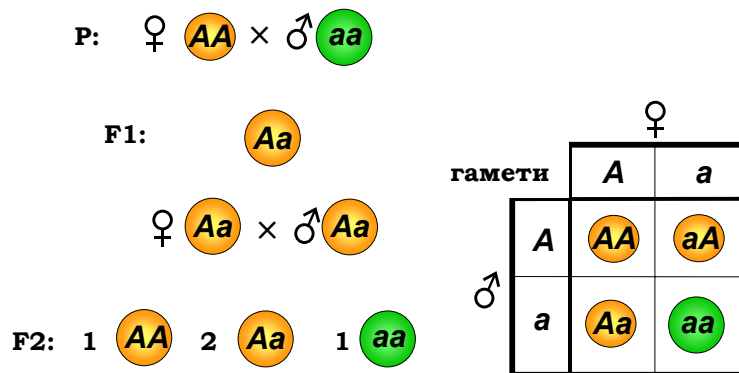 P: ♀ AA × ♂ aa
F1: Aa
♀ Aa × ♂ Aa
F2: 1 AA 2 Aa 1 aa
♀
гамети A a
♂
A AA aA
a Aa aa